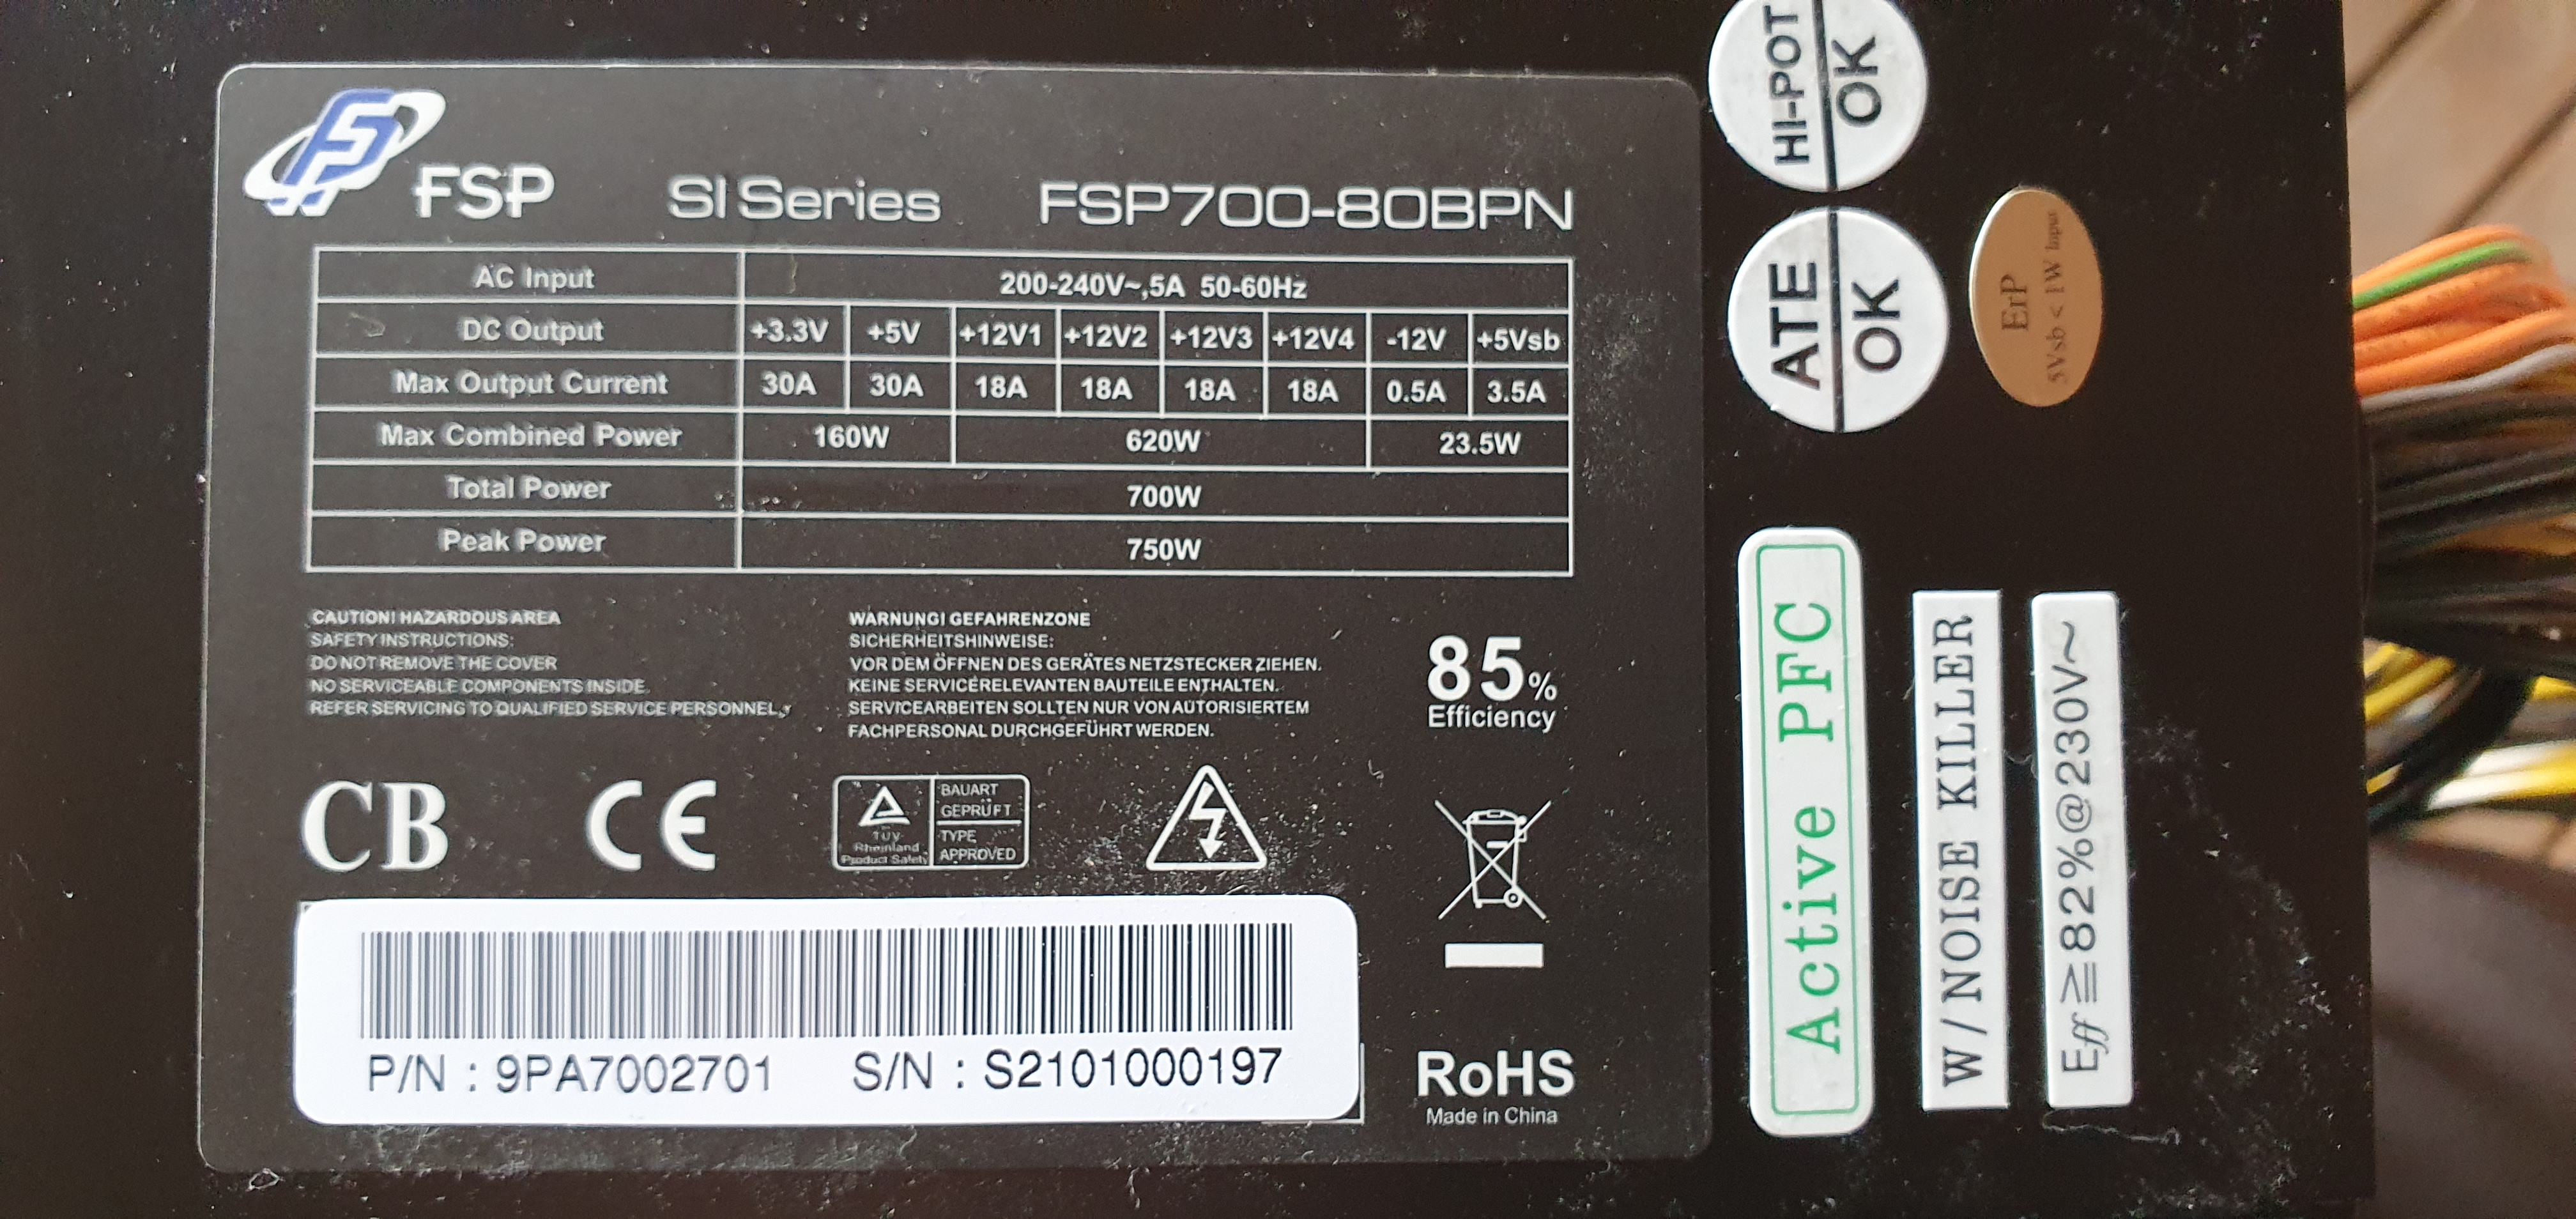 FSP SI Series FSP700-80BPN
AC Input 200-240V~,5A 50-60Hz
DC Output +3.3V +5V +12V1 +12V2 +12V3 +12V4 -12V +5Vsb
Max Output Current 30A 30A 18A 18A 18A 18A 0.5A 3.5A
Max Combined Power 160W 620W 23.5W
Total Power 700W
Peak Power 750W
CAUTION! HAZARDOUS AREA
SAFETY INSTRUCTIONS:
DO NOT REMOVE THE COVER
NO SERVICEABLE COMPONENTS INSIDE.
REFER SERVICING TO QUALIFIED SERVICE PERSONNEL.
WARNUNG! GEFAHRENZONE
SICHERHEITSHINWEISE:
VOR DEM ÖFFNEN DES GERÄTES NETZSTECKER ZIEHEN.
KEINE SERVICERELEVANTEN BAUTEILE ENTHALTEN.
SERVICEARBEITEN SOLLTEN NUR VON AUTORISIERTEM
FACHPERSONAL DURCHGEFÜHRT WERDEN.
85%
Efficiency
CB CE
TÜV
Rheinland
Product Safety
BAUART
GEPRÜFT
TYPE
APPROVED
P/N : 9PA7002701 S/N : S2101000197
RoHS
Made in China
HI-POT
OK
ATE
OK
ErP
5Vsb < 1W Input
Active PFC
W/NOISE KILLER
Eff≧82%@230V~